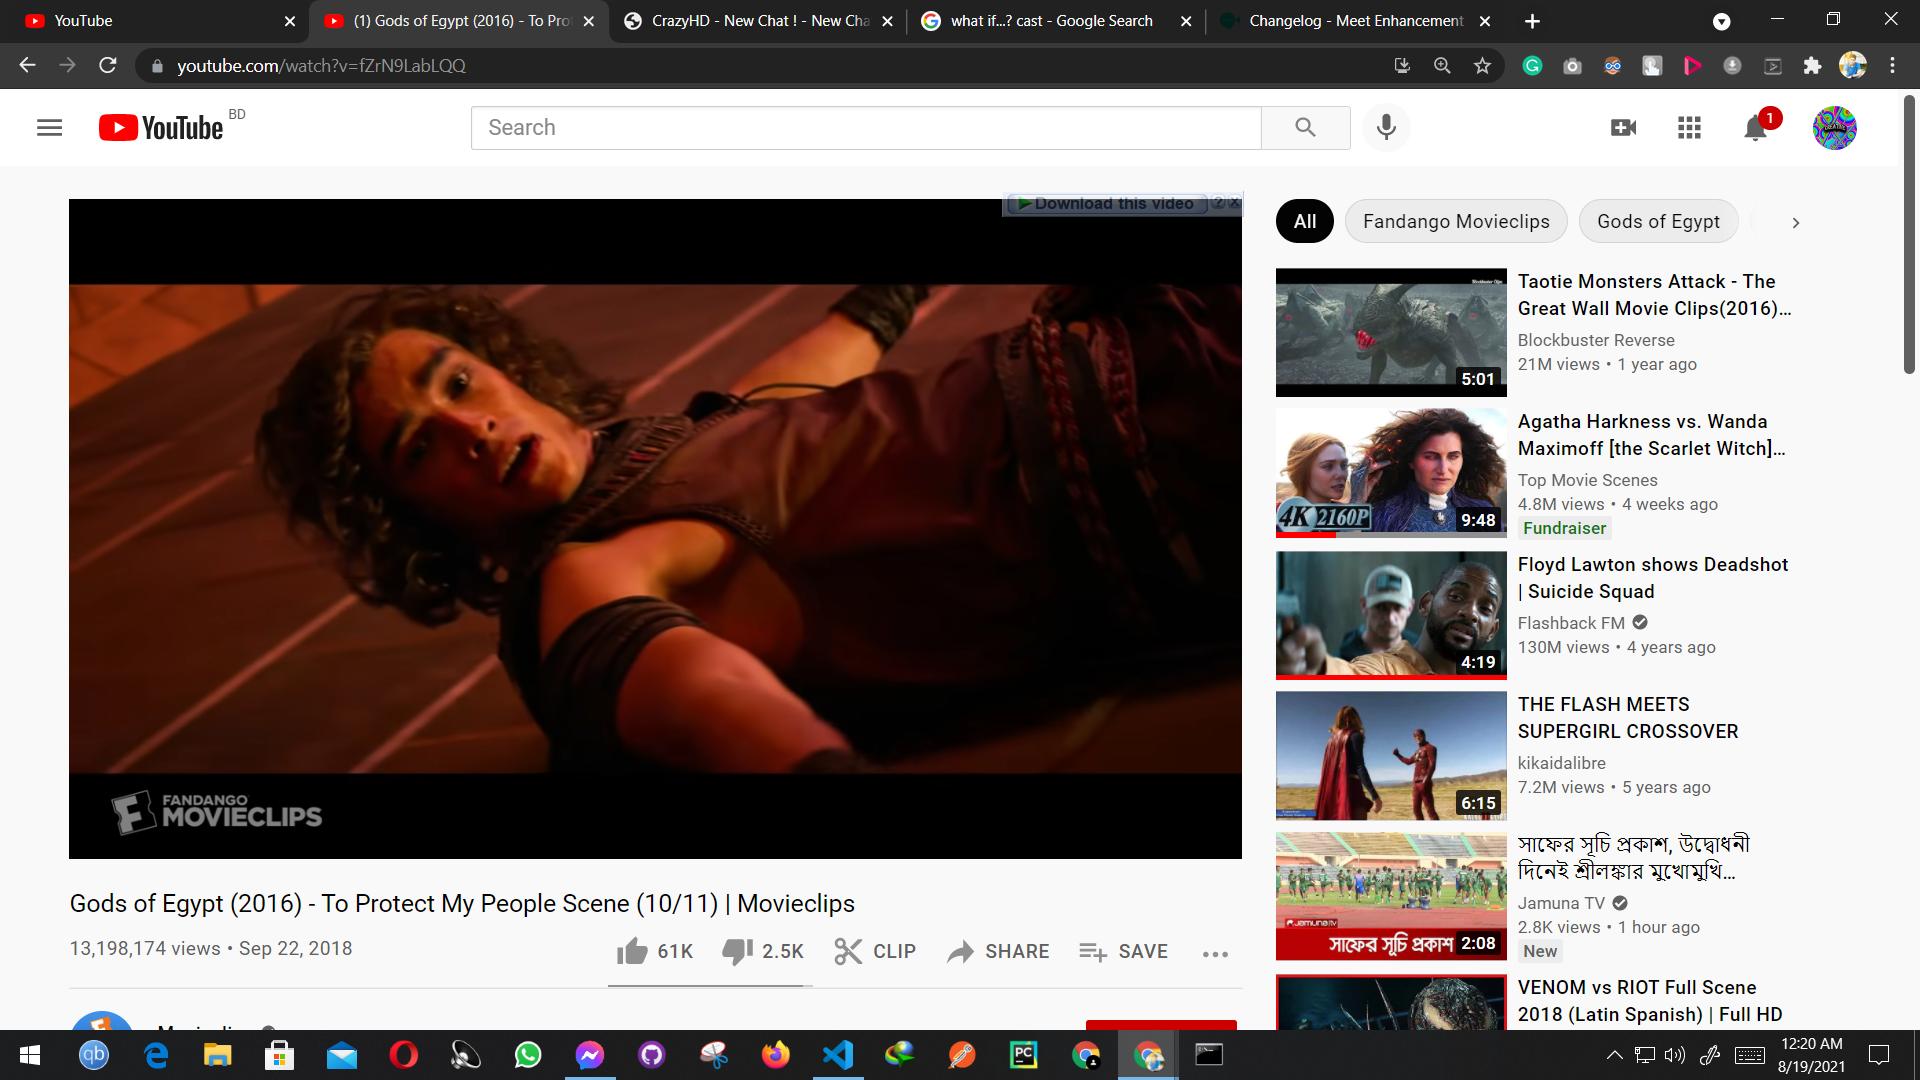 YouTube
(1) Gods of Egypt (2016) - To Pro
CrazyHD - New Chat ! - New Cha
what if...? cast - Google Search
Changelog - Meet Enhancement
youtube.com/watch?v=fZrN9LabLQQ
YouTube BD
Search
1
Download this video
All
Fandango Movieclips
Gods of Egypt
Taotie Monsters Attack - The
Great Wall Movie Clips(2016)...
Blockbuster Reverse
21M views • 1 year ago
5:01
Agatha Harkness vs. Wanda
Maximoff [the Scarlet Witch]...
Top Movie Scenes
4.8M views • 4 weeks ago
Fundraiser
4K 2160P
9:48
Floyd Lawton shows Deadshot
| Suicide Squad
Flashback FM
130M views • 4 years ago
4:19
THE FLASH MEETS
SUPERGIRL CROSSOVER
kikaidalibre
7.2M views • 5 years ago
6:15
সাফের সূচি প্রকাশ, উদ্বোধনী
দিনেই শ্রীলঙ্কার মুখোমুখি...
Jamuna TV
2.8K views • 1 hour ago
New
Jamuna TV
সাফের সূচি প্রকাশ 2:08
VENOM vs RIOT Full Scene
2018 (Latin Spanish) | Full HD
FANDANGO
MOVIECLIPS
Gods of Egypt (2016) - To Protect My People Scene (10/11) | Movieclips
13,198,174 views • Sep 22, 2018
61K
2.5K
CLIP
SHARE
SAVE
12:20 AM
8/19/2021